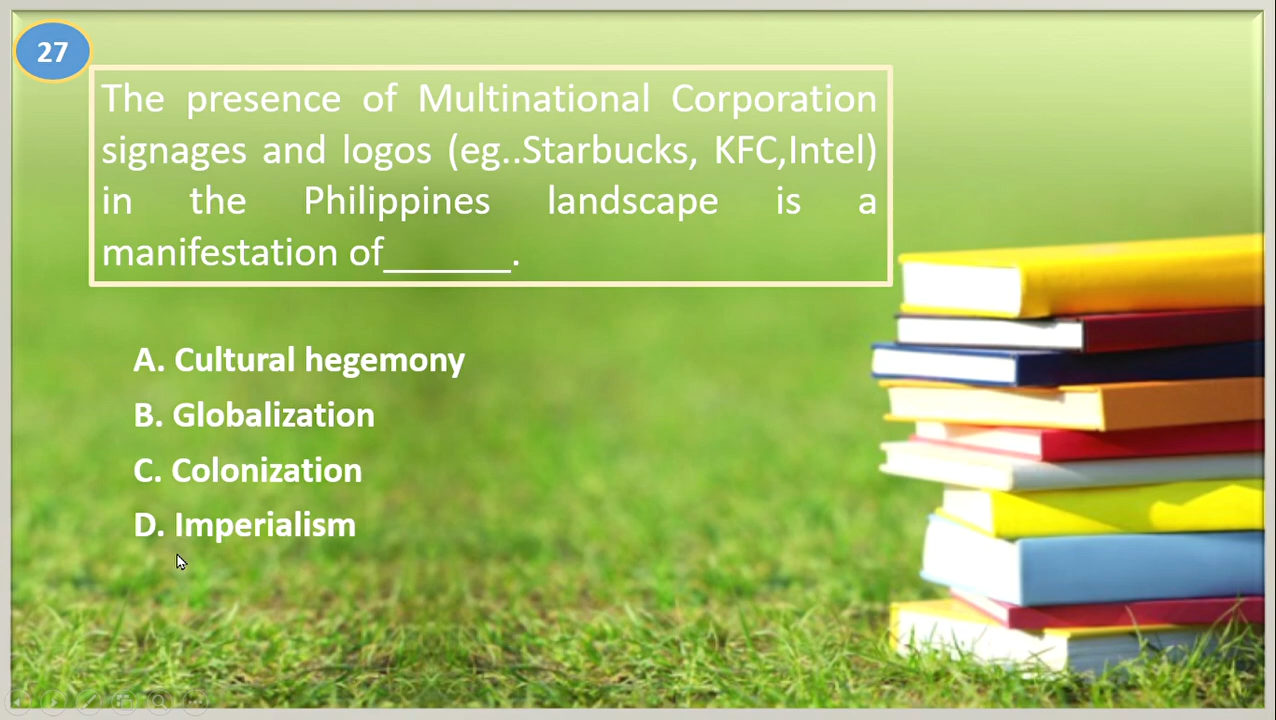 27
The presence of Multinational Corporation
signages and logos (eg..Starbucks, KFC,Intel)
in the Philippines landscape is a
manifestation of______.
A. Cultural hegemony
B. Globalization
C. Colonization
D. Imperialism